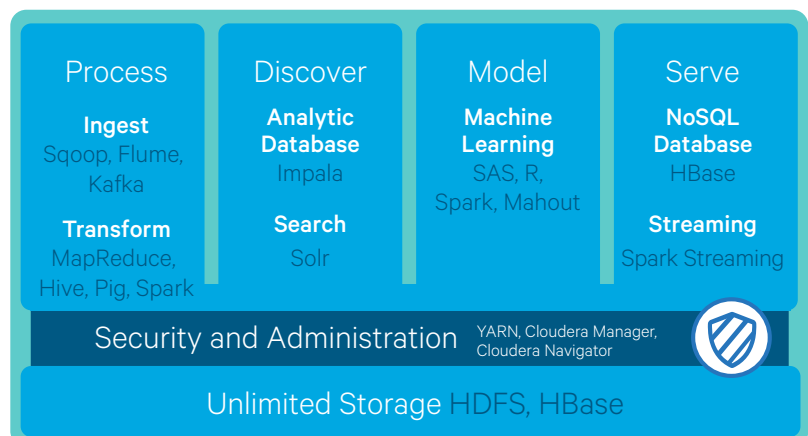 Process
Ingest
Sqoop, Flume,
Kafka
Transform
MapReduce,
Hive, Pig, Spark
Discover
Analytic
Database
Impala
Search
Solr
Model
Machine
Learning
SAS, R,
Spark, Mahout
Serve
NoSQL
Database
HBase
Streaming
Spark Streaming
Security and Administration
YARN, Cloudera Manager,
Cloudera Navigator
Unlimited Storage HDFS, HBase